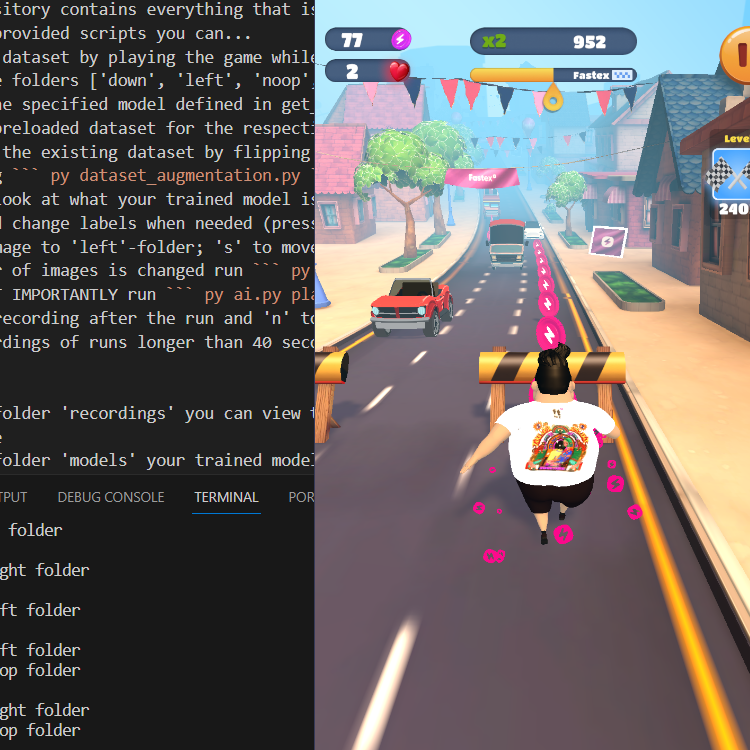 sitory contains everything that is
provided scripts you can...
dataset by playing the game while
e folders ['down', 'left', 'noop',
he specified model defined in get_
preloaded dataset for the respecti
the existing dataset by flipping
g ``` py dataset_augmentation.py
look at what your trained model is
d change labels when needed (press
mage to 'left'-folder; 's' to move
r of images is changed run ``` py
T IMPORTANTLY run ``` py ai.py pla
recording after the run and 'n' to
rdings of runs longer than 40 seco
folder 'recordings' you can view t
e
folder 'models' your trained model
TPUT DEBUG CONSOLE TERMINAL POR
folder
ght folder
ft folder
ft folder
op folder
ght folder
op folder
77
x2 952
2
Fastex
Fastex
Leve
240